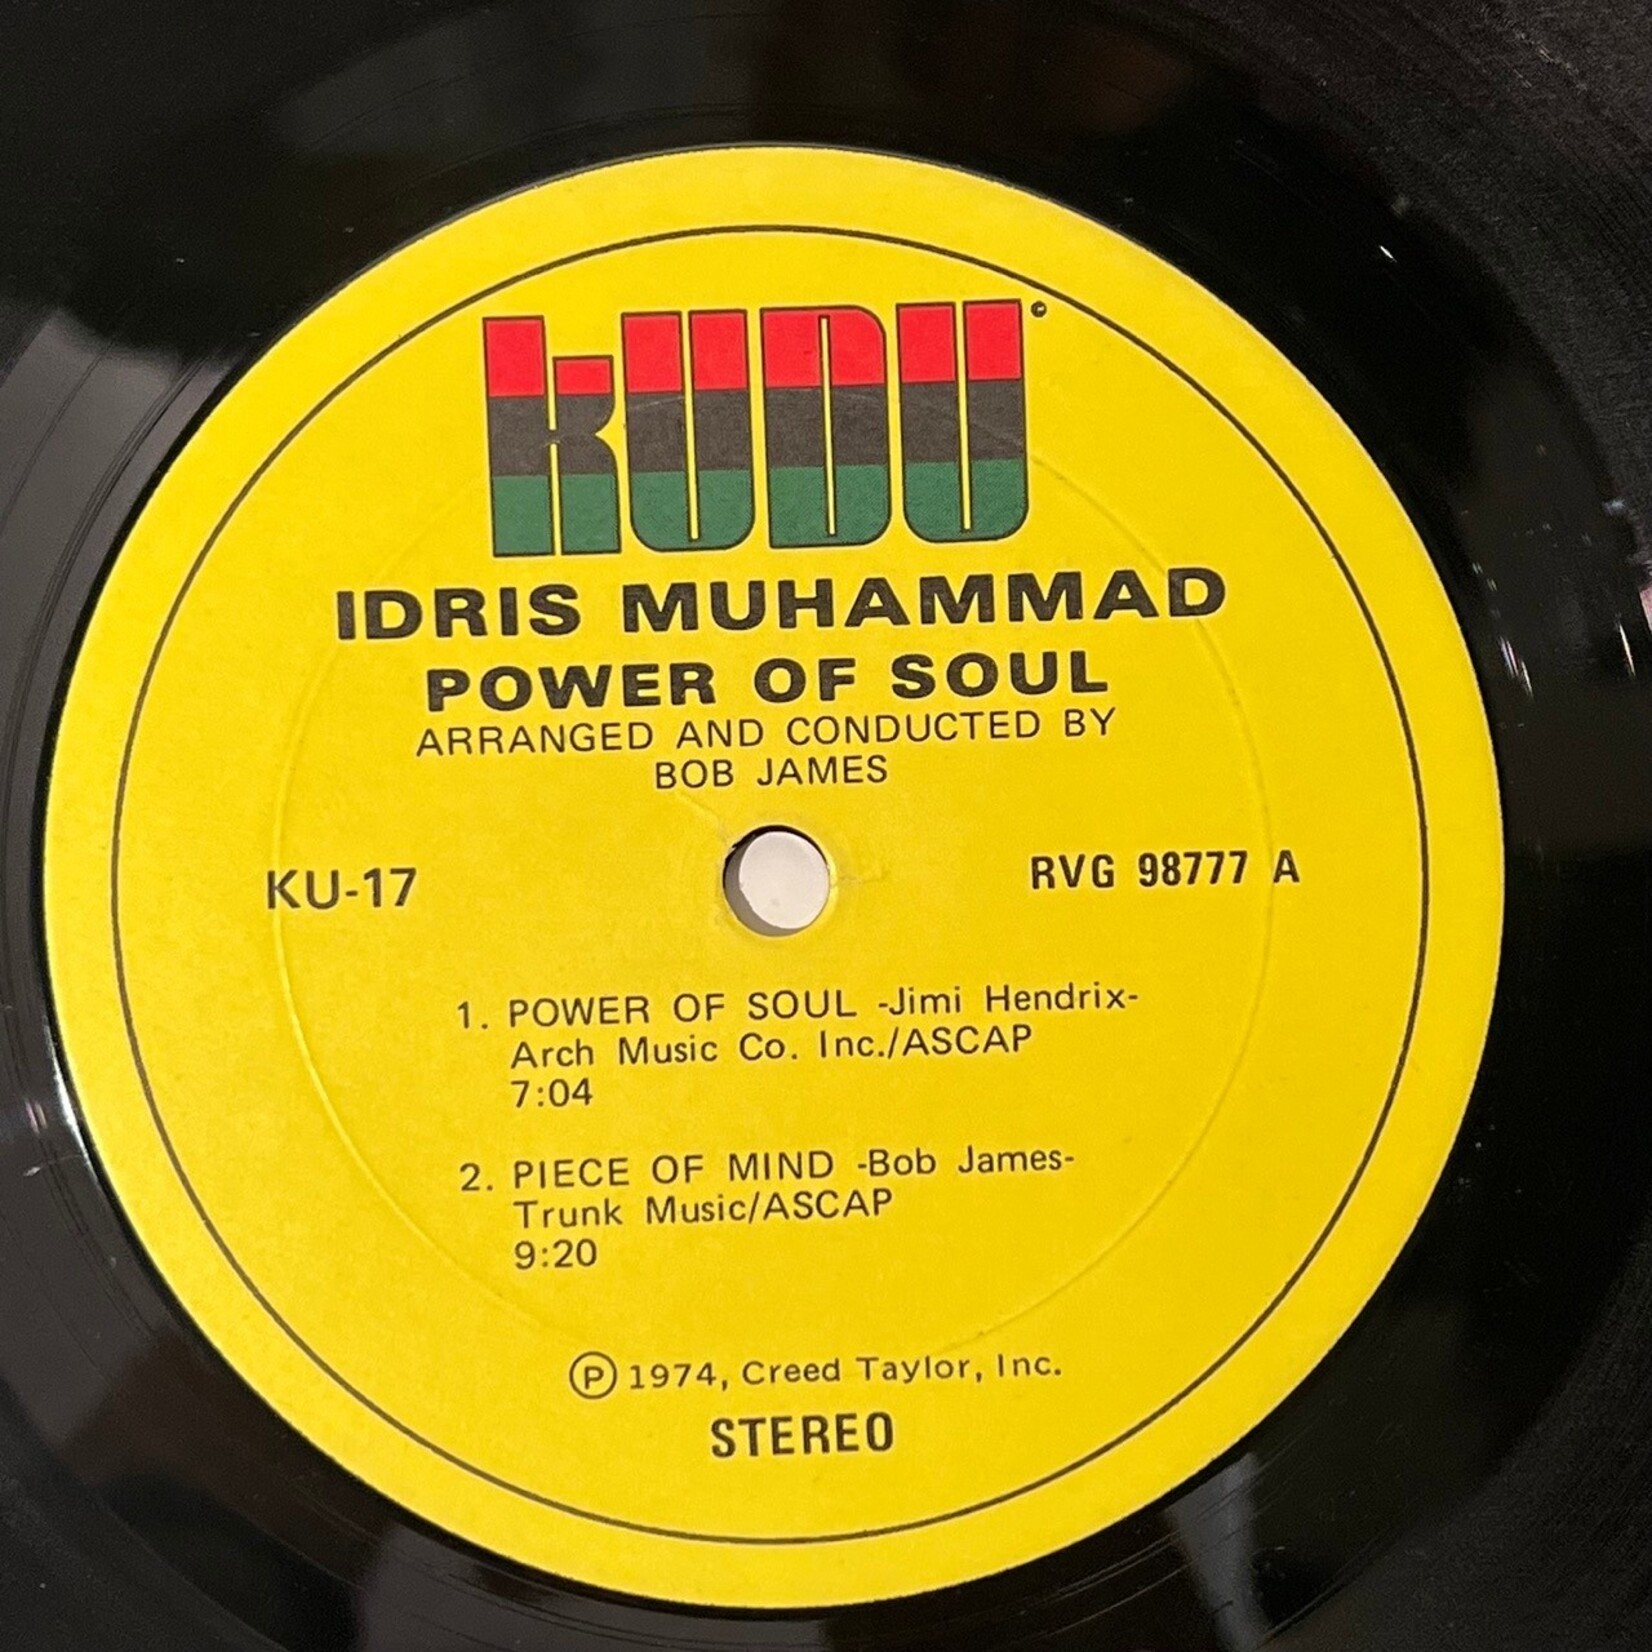 KUDU
IDRIS MUHAMMAD
POWER OF SOUL
ARRANGED AND CONDUCTED BY
BOB JAMES
KU-17
RVG 98777 A
1. POWER OF SOUL -Jimi Hendrix-
Arch Music Co. Inc./ASCAP
7:04
2. PIECE OF MIND -Bob James-
Trunk Music/ASCAP
9:20
Ⓟ 1974, Creed Taylor, Inc.
STEREO